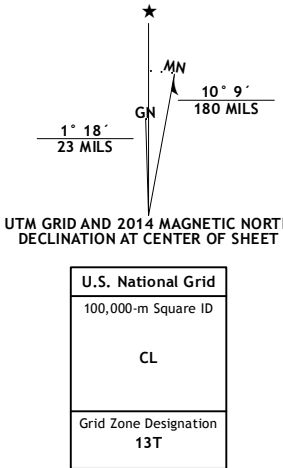 ★
MN
GN
10° 9´
180 MILS
1° 18´
23 MILS
UTM GRID AND 2014 MAGNETIC NORTH
DECLINATION AT CENTER OF SHEET
U.S. National Grid
100,000-m Square ID
CL
Grid Zone Designation
13T